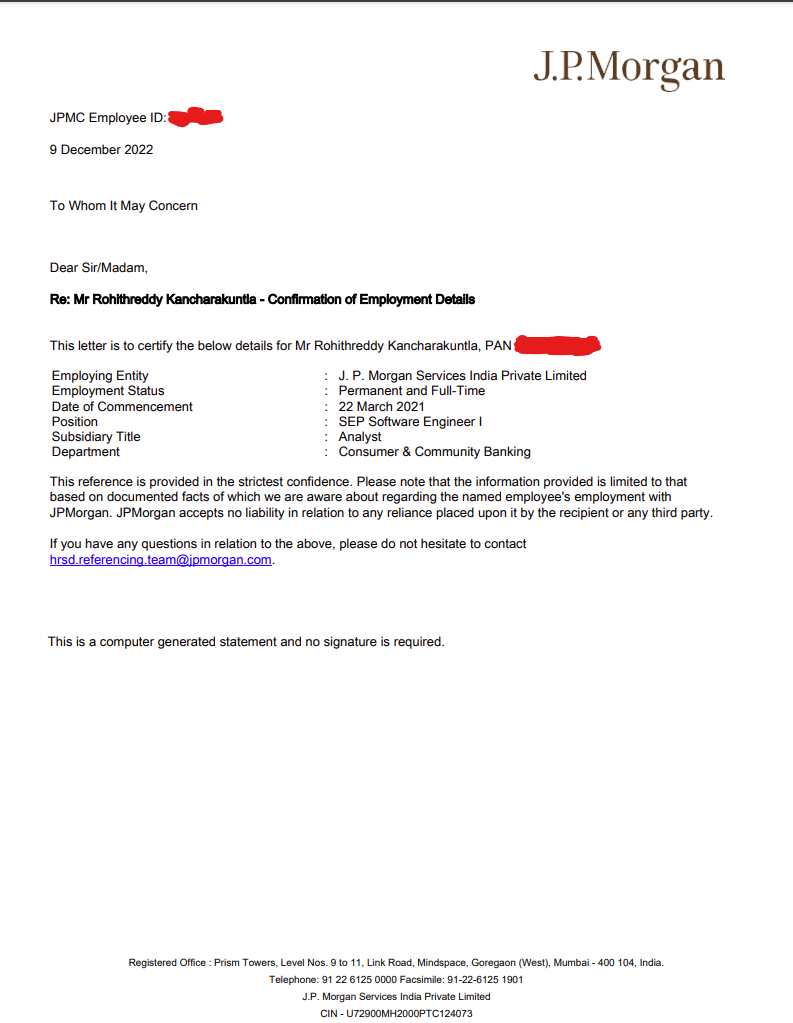 J.P.Morgan
JPMC Employee ID:
9 December 2022
To Whom It May Concern
Dear Sir/Madam,
Re: Mr Rohithreddy Kancharakuntla - Confirmation of Employment Details
This letter is to certify the below details for Mr Rohithreddy Kancharakuntla, PAN
Employing Entity : J. P. Morgan Services India Private Limited
Employment Status : Permanent and Full-Time
Date of Commencement : 22 March 2021
Position : SEP Software Engineer I
Subsidiary Title : Analyst
Department : Consumer & Community Banking
This reference is provided in the strictest confidence. Please note that the information provided is limited to that
based on documented facts of which we are aware about regarding the named employee's employment with
JPMorgan. JPMorgan accepts no liability in relation to any reliance placed upon it by the recipient or any third party.
If you have any questions in relation to the above, please do not hesitate to contact
hrsd.referencing.team@jpmorgan.com.
This is a computer generated statement and no signature is required.
Registered Office : Prism Towers, Level Nos. 9 to 11, Link Road, Mindspace, Goregaon (West), Mumbai - 400 104, India.
Telephone: 91 22 6125 0000 Facsimile: 91-22-6125 1901
J.P. Morgan Services India Private Limited
CIN - U72900MH2000PTC124073